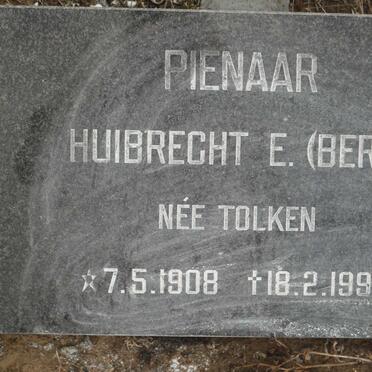 PIENAAR
HUIBRECHT E. (BER
NÉE TOLKEN
☆ 7.5.1908 ✝18.2.199